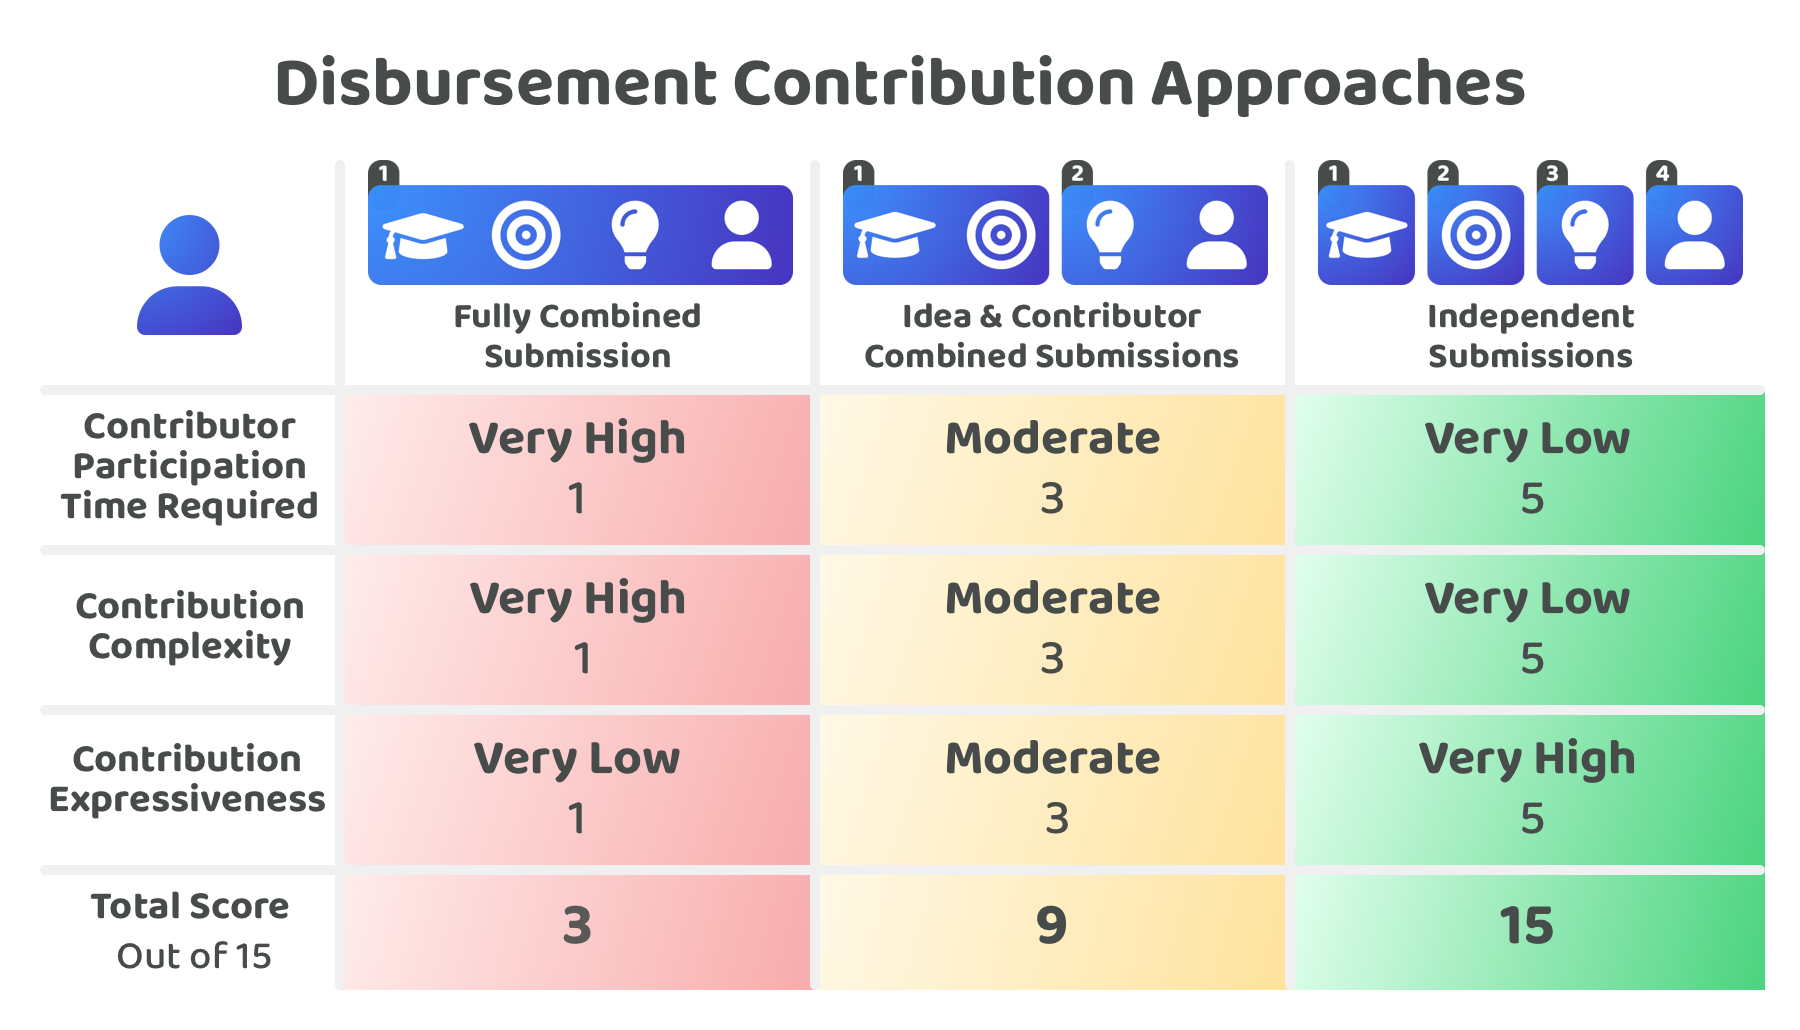 Disbursement Contribution Approaches
1
1
2
1
2
3
4
Fully Combined
Submission
Idea & Contributor
Combined Submissions
Independent
Submissions
Contributor
Participation
Time Required
Very High
1
Moderate
3
Very Low
5
Contribution
Complexity
Very High
1
Moderate
3
Very Low
5
Contribution
Expressiveness
Very Low
1
Moderate
3
Very High
5
Total Score
Out of 15
3
9
15